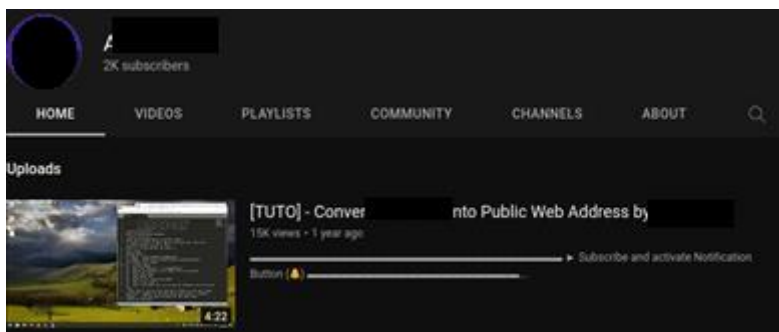 A
2K subscribers
HOME VIDEOS PLAYLISTS COMMUNITY CHANNELS ABOUT
Uploads
[TUTO] - Conver nto Public Web Address by
15K views • 1 year ago
► Subscribe and activate Notification
Button (🔔)
4:22